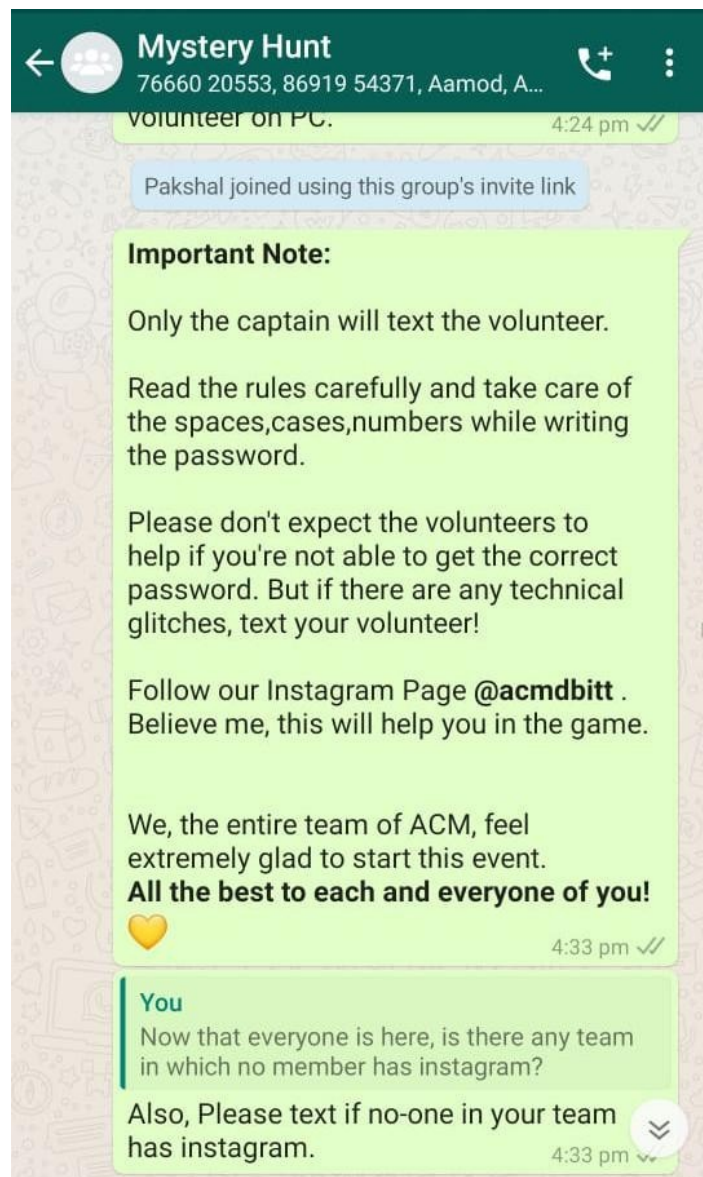 Mystery Hunt
76660 20553, 86919 54371, Aamod, A...
volunteer on PC.
4:24 pm
Pakshal joined using this group's invite link
Important Note:
Only the captain will text the volunteer.
Read the rules carefully and take care of
the spaces,cases,numbers while writing
the password.
Please don't expect the volunteers to
help if you're not able to get the correct
password. But if there are any technical
glitches, text your volunteer!
Follow our Instagram Page @acmdbitt .
Believe me, this will help you in the game.
We, the entire team of ACM, feel
extremely glad to start this event.
All the best to each and everyone of you!
💛
4:33 pm
You
Now that everyone is here, is there any team
in which no member has instagram?
Also, Please text if no-one in your team
has instagram.
4:33 pm